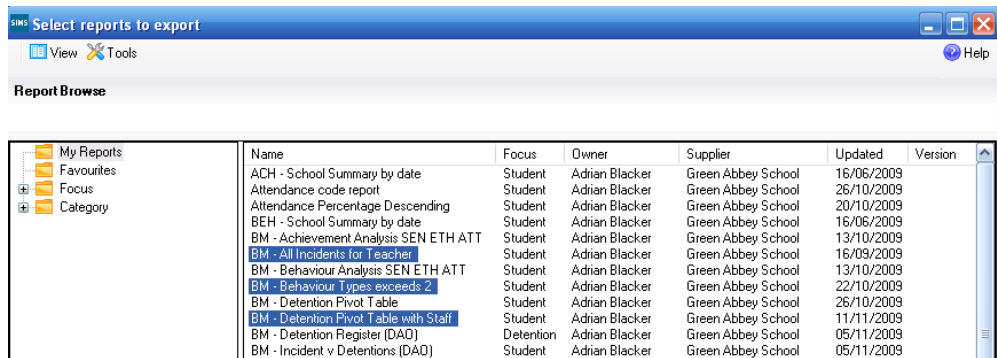 SIMS Select reports to export
View Tools Help
Report Browse
My Reports
Favourites
Focus
Category
Name Focus Owner Supplier Updated Version
ACH - School Summary by date Student Adrian Blacker Green Abbey School 16/06/2009
Attendance code report Student Adrian Blacker Green Abbey School 26/10/2009
Attendance Percentage Descending Student Adrian Blacker Green Abbey School 20/10/2009
BEH - School Summary by date Student Adrian Blacker Green Abbey School 16/06/2009
BM - Achievement Analysis SEN ETH ATT Student Adrian Blacker Green Abbey School 13/10/2009
BM - All Incidents for Teacher Student Adrian Blacker Green Abbey School 16/09/2009
BM - Behaviour Analysis SEN ETH ATT Student Adrian Blacker Green Abbey School 13/10/2009
BM - Behaviour Types exceeds 2 Student Adrian Blacker Green Abbey School 22/10/2009
BM - Detention Pivot Table Student Adrian Blacker Green Abbey School 26/10/2009
BM - Detention Pivot Table with Staff Student Adrian Blacker Green Abbey School 11/11/2009
BM - Detention Register (DAO) Detention Adrian Blacker Green Abbey School 05/11/2009
BM - Incident v Detentions (DAO) Student Adrian Blacker Green Abbey School 05/11/2009